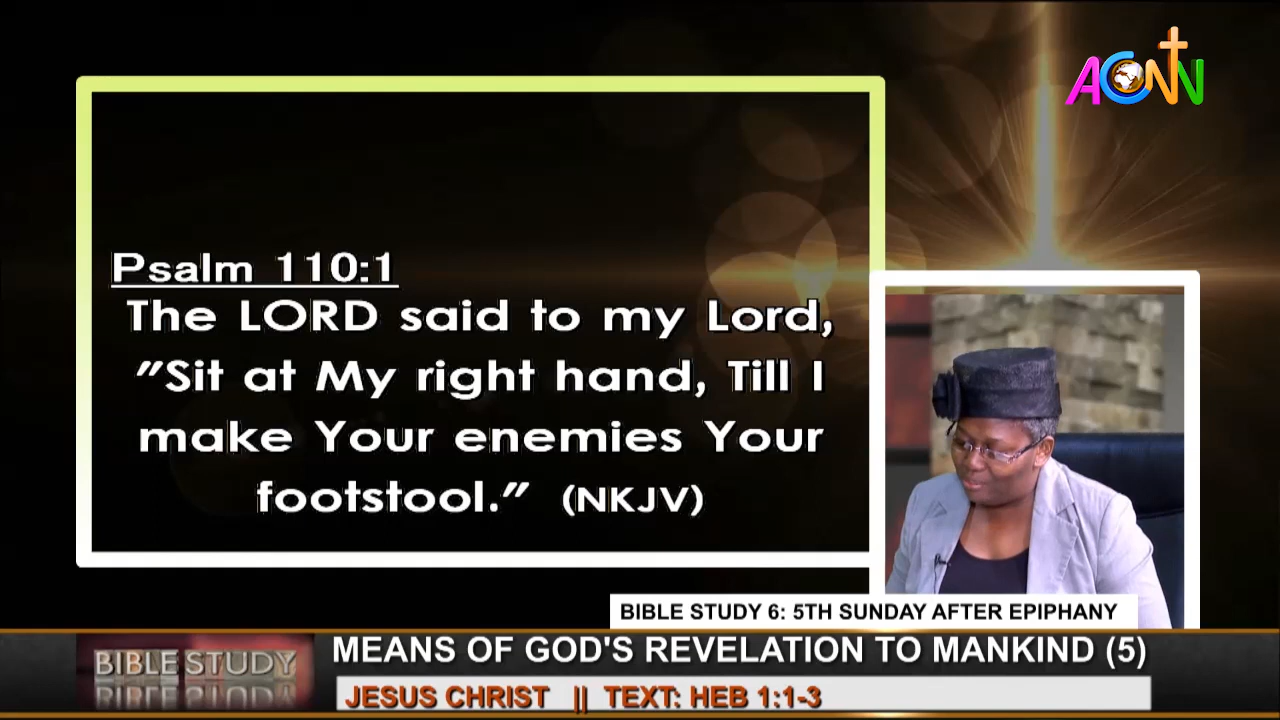 ACNN
Psalm 110:1
The LORD said to my Lord,
"Sit at My right hand, Till I
make Your enemies Your
footstool." (NKJV)
BIBLE STUDY 6: 5TH SUNDAY AFTER EPIPHANY
BIBLE STUDY
MEANS OF GOD'S REVELATION TO MANKIND (5)
JESUS CHRIST || TEXT: HEB 1:1-3